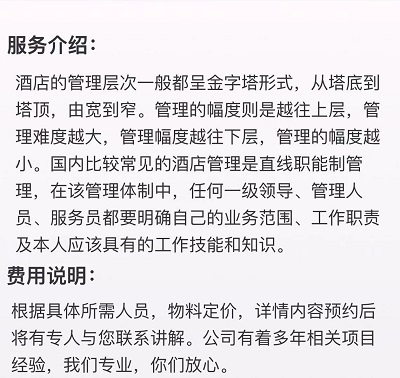 服务介绍：
酒店的管理层次一般都呈金字塔形式，从塔底到
塔顶，由宽到窄。管理的幅度则是越往上层，管
理难度越大，管理幅度越往下层，管理的幅度越
小。国内比较常见的酒店管理是直线职能制管
理，在该管理体制中，任何一级领导、管理人
员、服务员都要明确自己的业务范围、工作职责
及本人应该具有的工作技能和知识。
费用说明：
根据具体所需人员，物料定价，详情内容预约后
将有专人与您联系讲解。公司有着多年相关项目
经验，我们专业，你们放心。